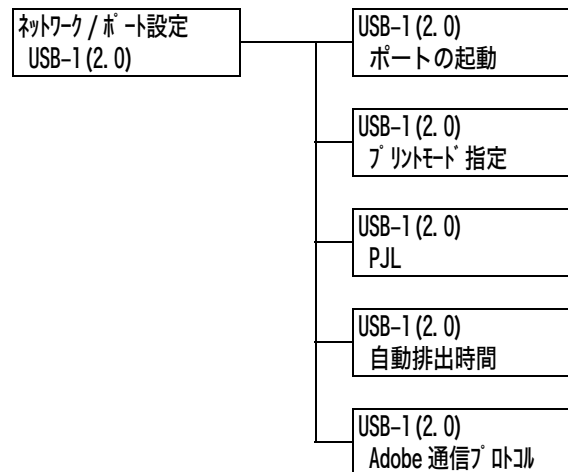 ﾈｯﾄﾜｰｸ / ﾎﾟｰﾄ設定
USB-1(2.0)
USB-1(2.0)
ポートの起動
USB-1(2.0)
ﾌﾟﾘﾝﾄﾓｰﾄﾞ指定
USB-1(2.0)
PJL
USB-1(2.0)
自動排出時間
USB-1(2.0)
Adobe 通信ﾌﾟﾛﾄｺﾙ